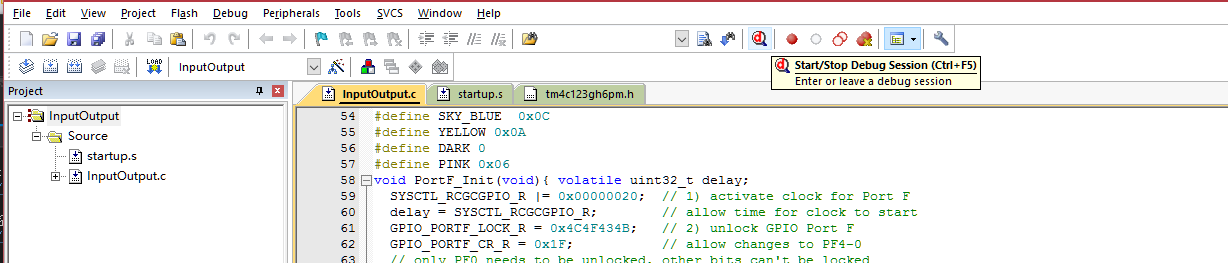 File Edit View Project Flash Debug Peripherals Tools SVCS Window Help
LOAD InputOutput
Start/Stop Debug Session (Ctrl+F5)
Enter or leave a debug session
Project
InputOutput
Source
startup.s
InputOutput.c
InputOutput.c startup.s tm4c123gh6pm.h
54 #define SKY_BLUE 0x0C
55 #define YELLOW 0x0A
56 #define DARK 0
57 #define PINK 0x06
58 void PortF_Init(void){ volatile uint32_t delay;
59 SYSCTL_RCGCGPIO_R |= 0x00000020; // 1) activate clock for Port F
60 delay = SYSCTL_RCGCGPIO_R; // allow time for clock to start
61 GPIO_PORTF_LOCK_R = 0x4C4F434B; // 2) unlock GPIO Port F
62 GPIO_PORTF_CR_R = 0x1F; // allow changes to PF4-0
63 // only PF0 needs to be unlocked, other bits can't be locked